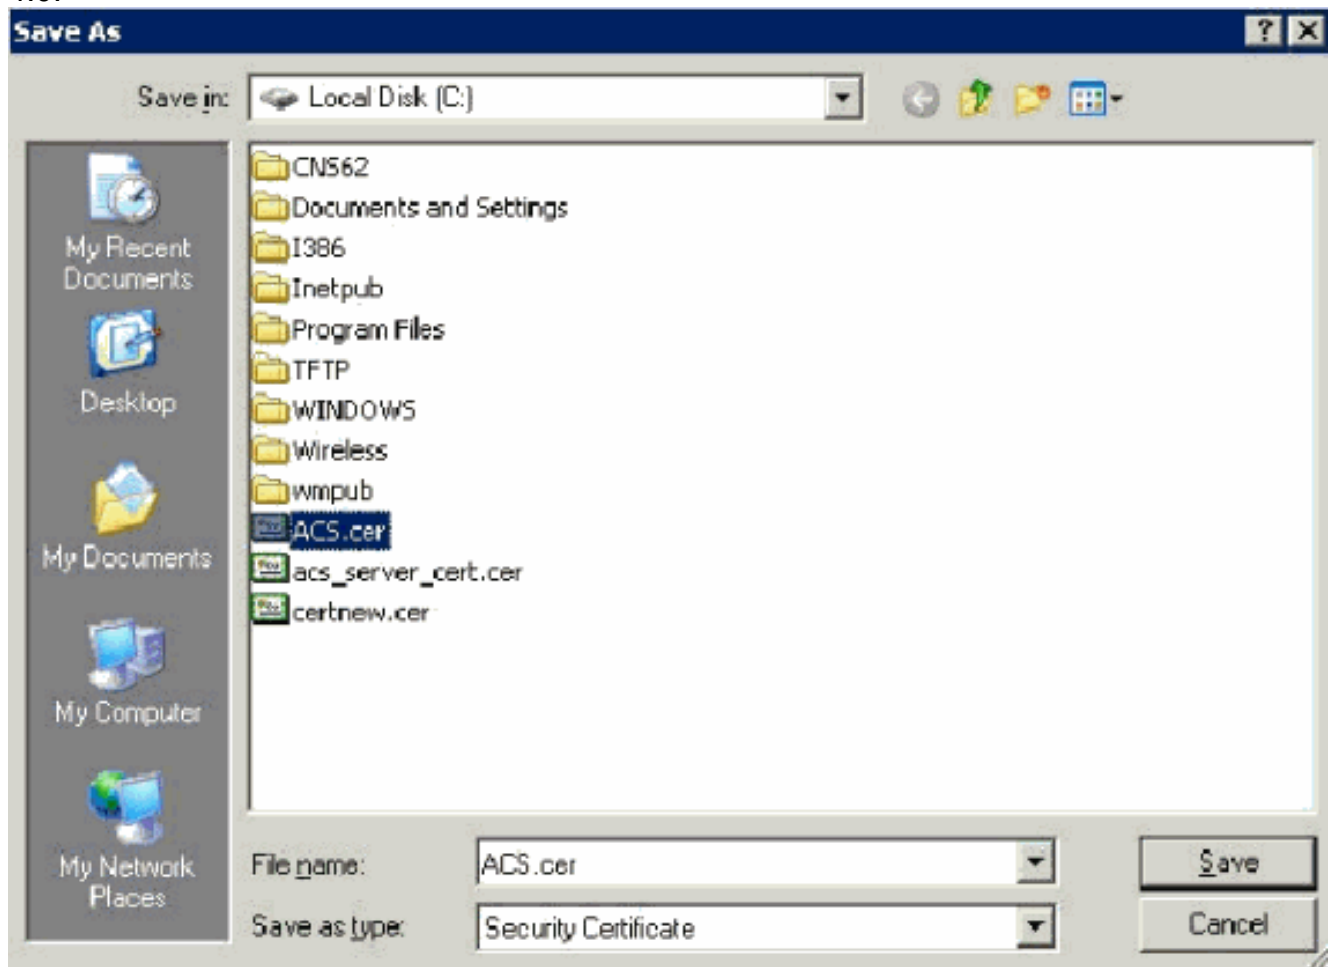 Save As
Save in:
Local Disk (C:)
My Recent
Documents
Desktop
My Documents
My Computer
My Network
Places
CNS62
Documents and Settings
I386
Inetpub
Program Files
TFTP
WINDOWS
Wireless
wmpub
ACS.cer
acs_server_cert.cer
certnew.cer
File name:
ACS.cer
Save
Save as type:
Security Certificate
Cancel